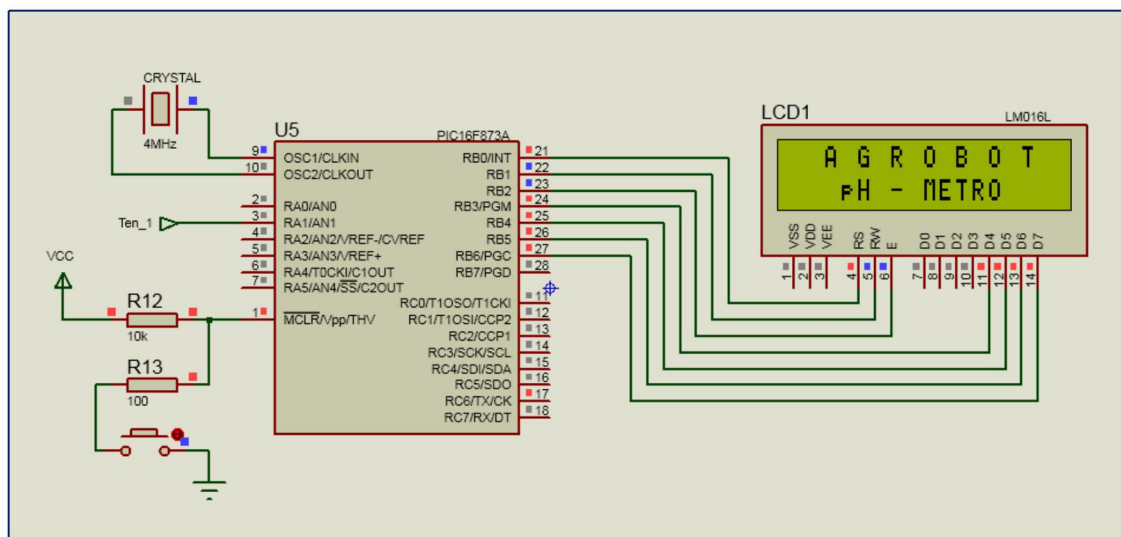 CRYSTAL
4MHz
U5
PIC16F873A
9 OSC1/CLKIN
10 OSC2/CLKOUT
2 RA0/AN0
Ten_1
3 RA1/AN1
4 RA2/AN2/VREF-/CVREF
5 RA3/AN3/VREF+
6 RA4/T0CKI/C1OUT
7 RA5/AN4/SS/C2OUT
1 MCLR/Vpp/THV
RB0/INT 21
RB1 22
RB2 23
RB3/PGM 24
RB4 25
RB5 26
RB6/PGC 27
RB7/PGD 28
RC0/T1OSO/T1CKI 11
RC1/T1OSI/CCP2 12
RC2/CCP1 13
RC3/SCK/SCL 14
RC4/SDI/SDA 15
RC5/SDO 16
RC6/TX/CK 17
RC7/RX/DT 18
VCC
R12
10k
R13
100
LCD1
LM016L
A G R O B O T
pH - METRO
VSS VDD VEE RS RW E D0 D1 D2 D3 D4 D5 D6 D7
1 2 3 4 5 6 7 8 9 10 11 12 13 14